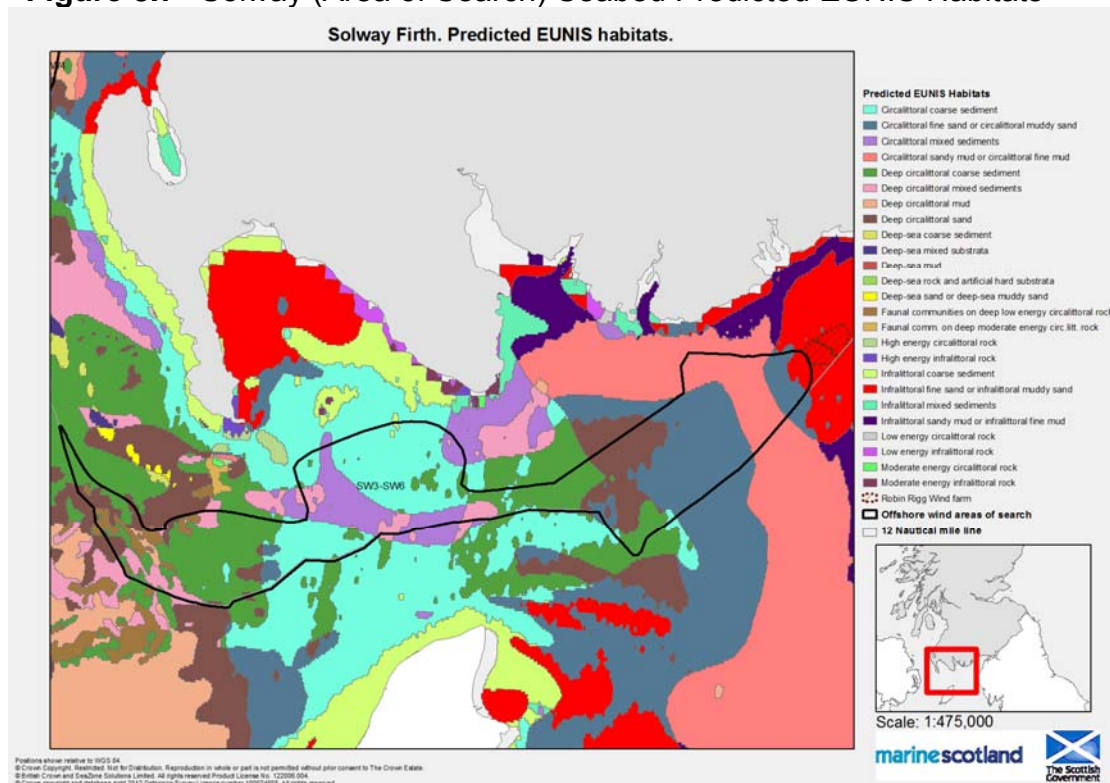 Solway (Area of Search) Seabed Predicted EUNIS Habitats
Solway Firth. Predicted EUNIS habitats.
Predicted EUNIS Habitats
Circalittoral coarse sediment
Circalittoral fine sand or circalittoral muddy sand
Circalittoral mixed sediments
Circalittoral sandy mud or circalittoral fine mud
Deep circalittoral coarse sediment
Deep circalittoral mixed sediments
Deep circalittoral mud
Deep circalittoral sand
Deep-sea coarse sediment
Deep-sea mixed substrata
Deep-sea mud
Deep-sea rock and artificial hard substrata
Deep-sea sand or deep-sea muddy sand
Faunal communities on deep low energy circalittoral rock
Faunal comm. on deep moderate energy circ.litt. rock
High energy circalittoral rock
High energy infralittoral rock
Infralittoral coarse sediment
Infralittoral fine sand or infralittoral muddy sand
Infralittoral mixed sediments
Infralittoral sandy mud or infralittoral fine mud
Low energy circalittoral rock
Low energy infralittoral rock
Moderate energy circalittoral rock
Moderate energy infralittoral rock
Robin Rigg Wind farm
Offshore wind areas of search
12 Nautical mile line
SW3-SW6
Scale: 1:475,000
marinescotland
The Scottish
Government
Positions shown relative to WGS 84.
© Crown Copyright. Restricted. Not for Distribution. Reproduction in whole or part is not permitted without prior consent to The Crown Estate.
© British Crown and SeaZone Solutions Limited. All rights reserved Product License No. 122006.004.